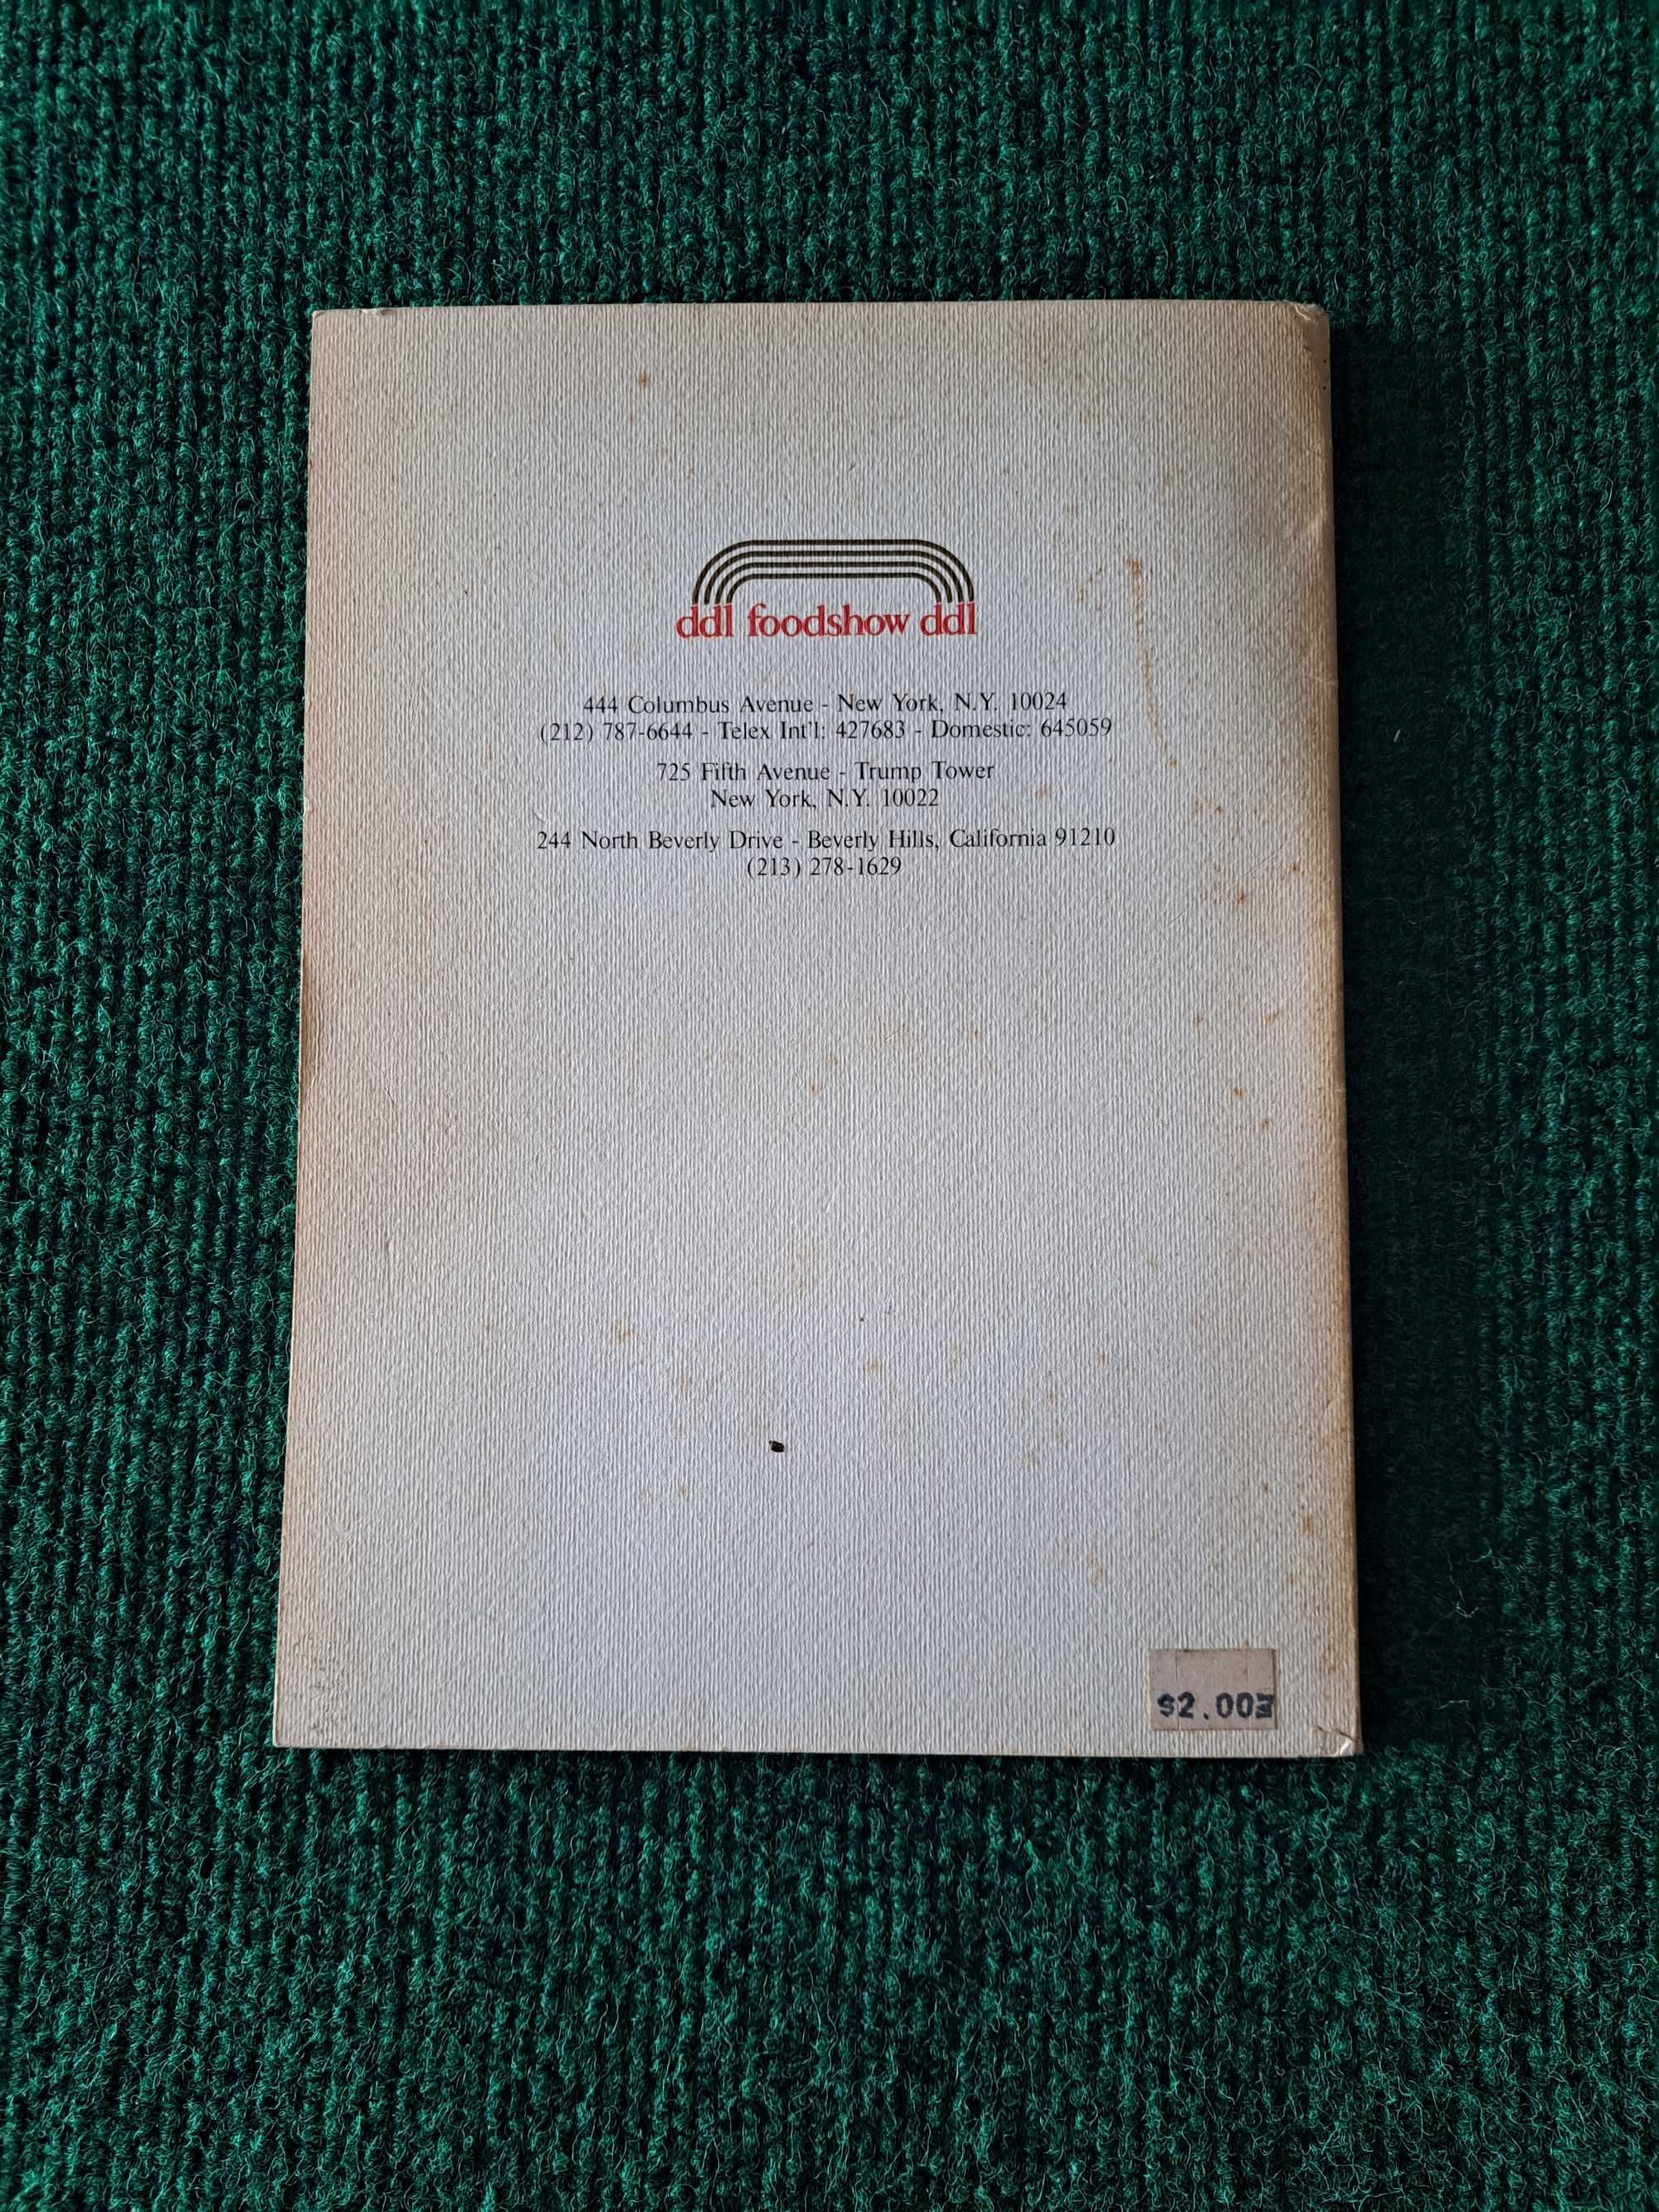 ddl foodshow ddl
444 Columbus Avenue - New York, N.Y. 10024
(212) 787-6644 - Telex Int'l: 427683 - Domestic: 645059
725 Fifth Avenue - Trump Tower
New York, N.Y. 10022
244 North Beverly Drive - Beverly Hills, California 91210
(213) 278-1629
$2.00